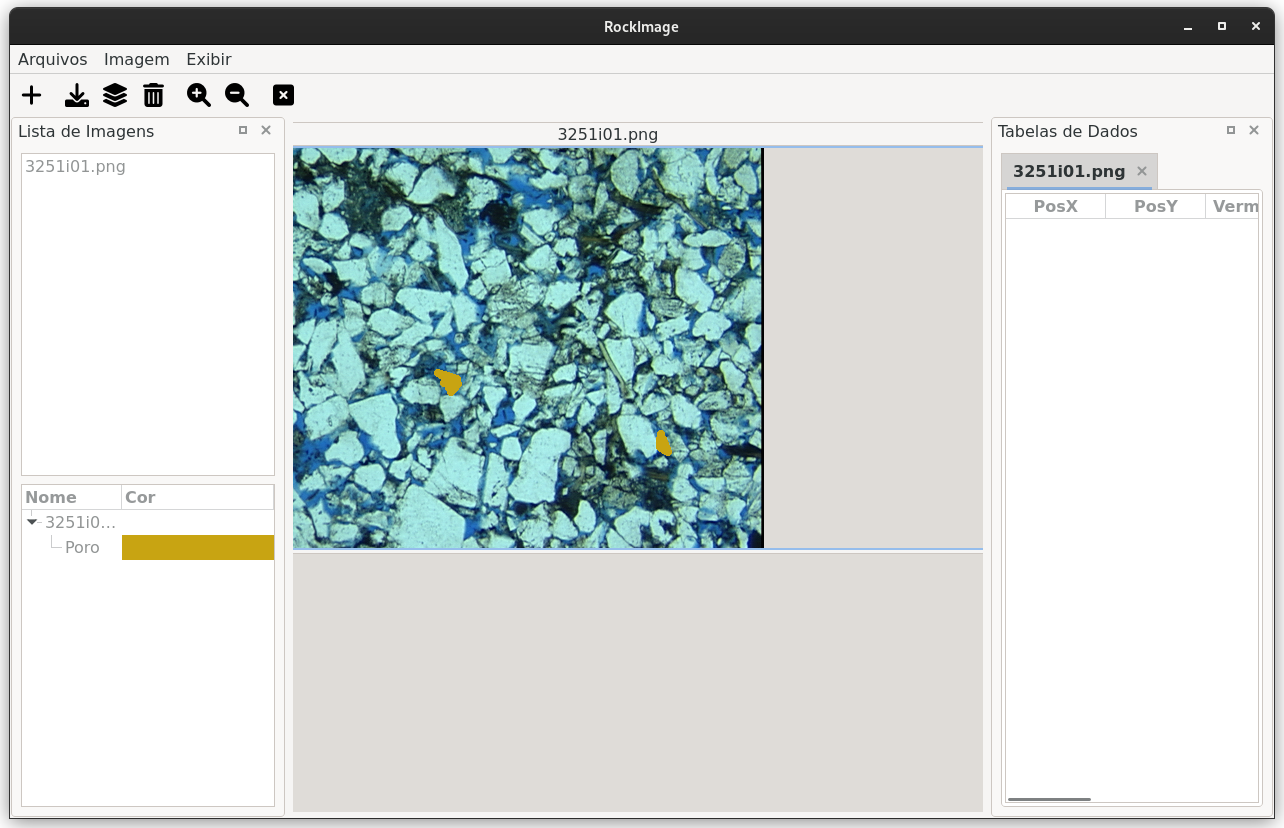 RockImage
Arquivos Imagem Exibir
Lista de Imagens
3251i01.png
Nome Cor
3251i0...
Poro
3251i01.png
Tabelas de Dados
3251i01.png
PosX PosY Verm